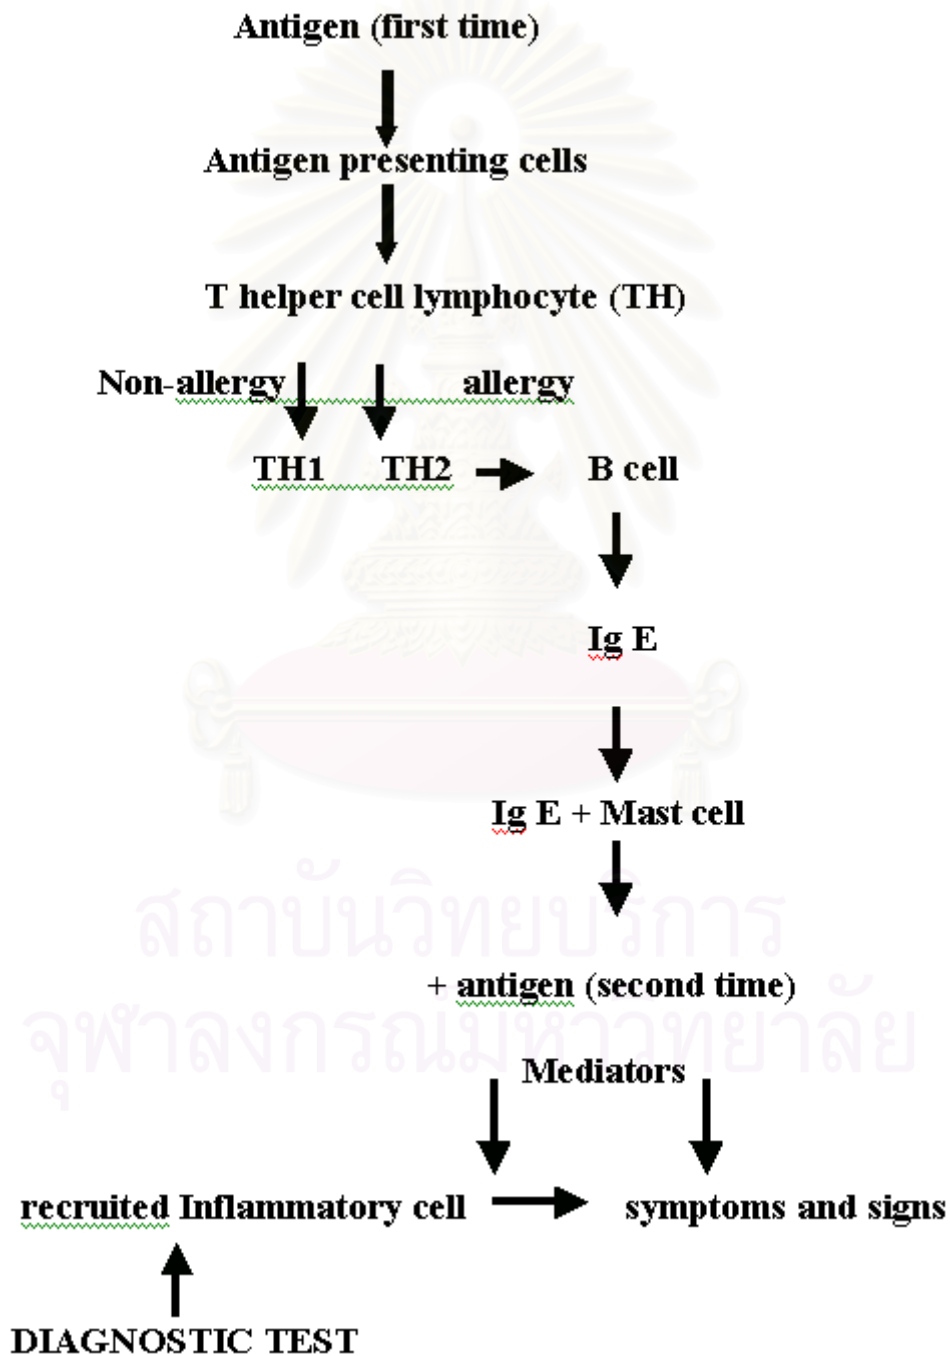 Antigen (first time)
Antigen presenting cells
T helper cell lymphocyte (TH)
Non-allergy allergy
TH1 TH2 B cell
Ig E
Ig E + Mast cell
สถาบันวิทยบริการ
+ antigen (second time)
จุฬาลงกรณ์มหาวิทยาลัย
Mediators
recruited Inflammatory cell symptoms and signs
DIAGNOSTIC TEST